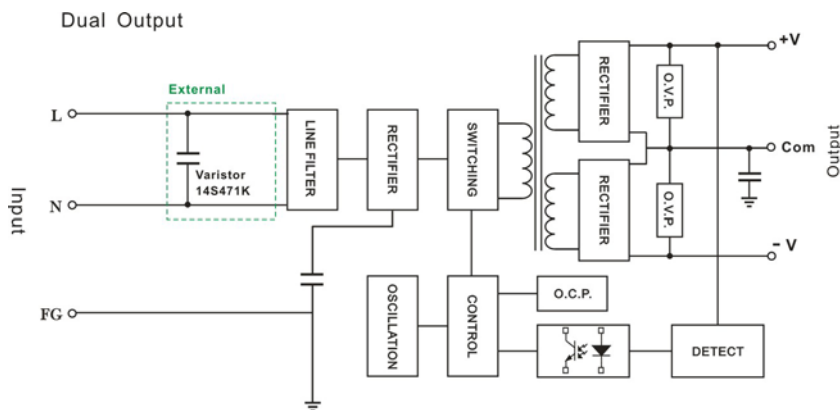 Dual Output
External
L
Varistor
14S471K
N
Input
FG
LINE FILTER
RECTIFIER
SWITCHING
RECTIFIER
RECTIFIER
O.V.P.
O.V.P.
+V
Com
- V
Output
OSCILLATION
CONTROL
O.C.P.
DETECT